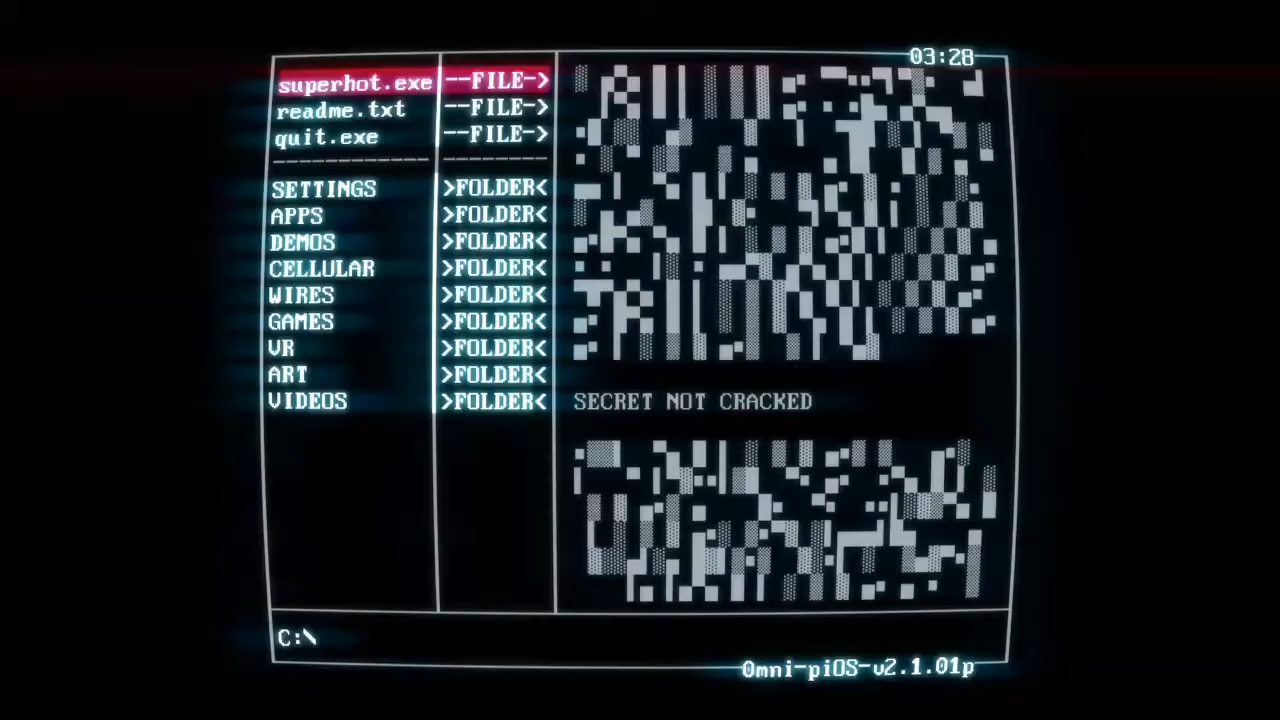 03:28
superhot.exe --FILE->
readme.txt --FILE->
quit.exe --FILE->
------------ --------
SETTINGS >FOLDER<
APPS >FOLDER<
DEMOS >FOLDER<
CELLULAR >FOLDER<
WIRES >FOLDER<
GAMES >FOLDER<
VR >FOLDER<
ART >FOLDER<
VIDEOS >FOLDER<
SECRET NOT CRACKED
C:\
0mni-piOS-v2.1.01p